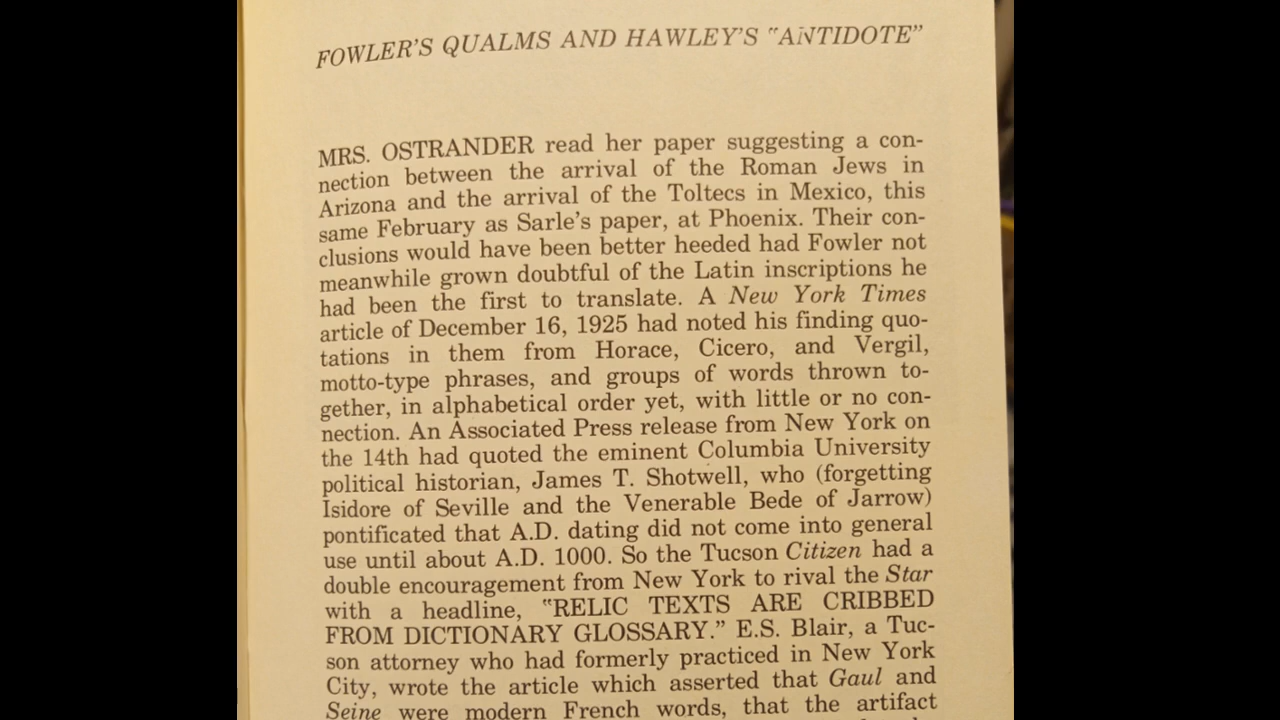 FOWLER'S QUALMS AND HAWLEY'S "ANTIDOTE"
MRS. OSTRANDER read her paper suggesting a con-
nection between the arrival of the Roman Jews in
Arizona and the arrival of the Toltecs in Mexico, this
same February as Sarle's paper, at Phoenix. Their con-
clusions would have been better heeded had Fowler not
meanwhile grown doubtful of the Latin inscriptions he
had been the first to translate. A New York Times
article of December 16, 1925 had noted his finding quo-
tations in them from Horace, Cicero, and Vergil,
motto-type phrases, and groups of words thrown to-
gether, in alphabetical order yet, with little or no con-
nection. An Associated Press release from New York on
the 14th had quoted the eminent Columbia University
political historian, James T. Shotwell, who (forgetting
Isidore of Seville and the Venerable Bede of Jarrow)
pontificated that A.D. dating did not come into general
use until about A.D. 1000. So the Tucson Citizen had a
double encouragement from New York to rival the Star
with a headline, "RELIC TEXTS ARE CRIBBED
FROM DICTIONARY GLOSSARY." E.S. Blair, a Tuc-
son attorney who had formerly practiced in New York
City, wrote the article which asserted that Gaul and
Seine were modern French words, that the artifact